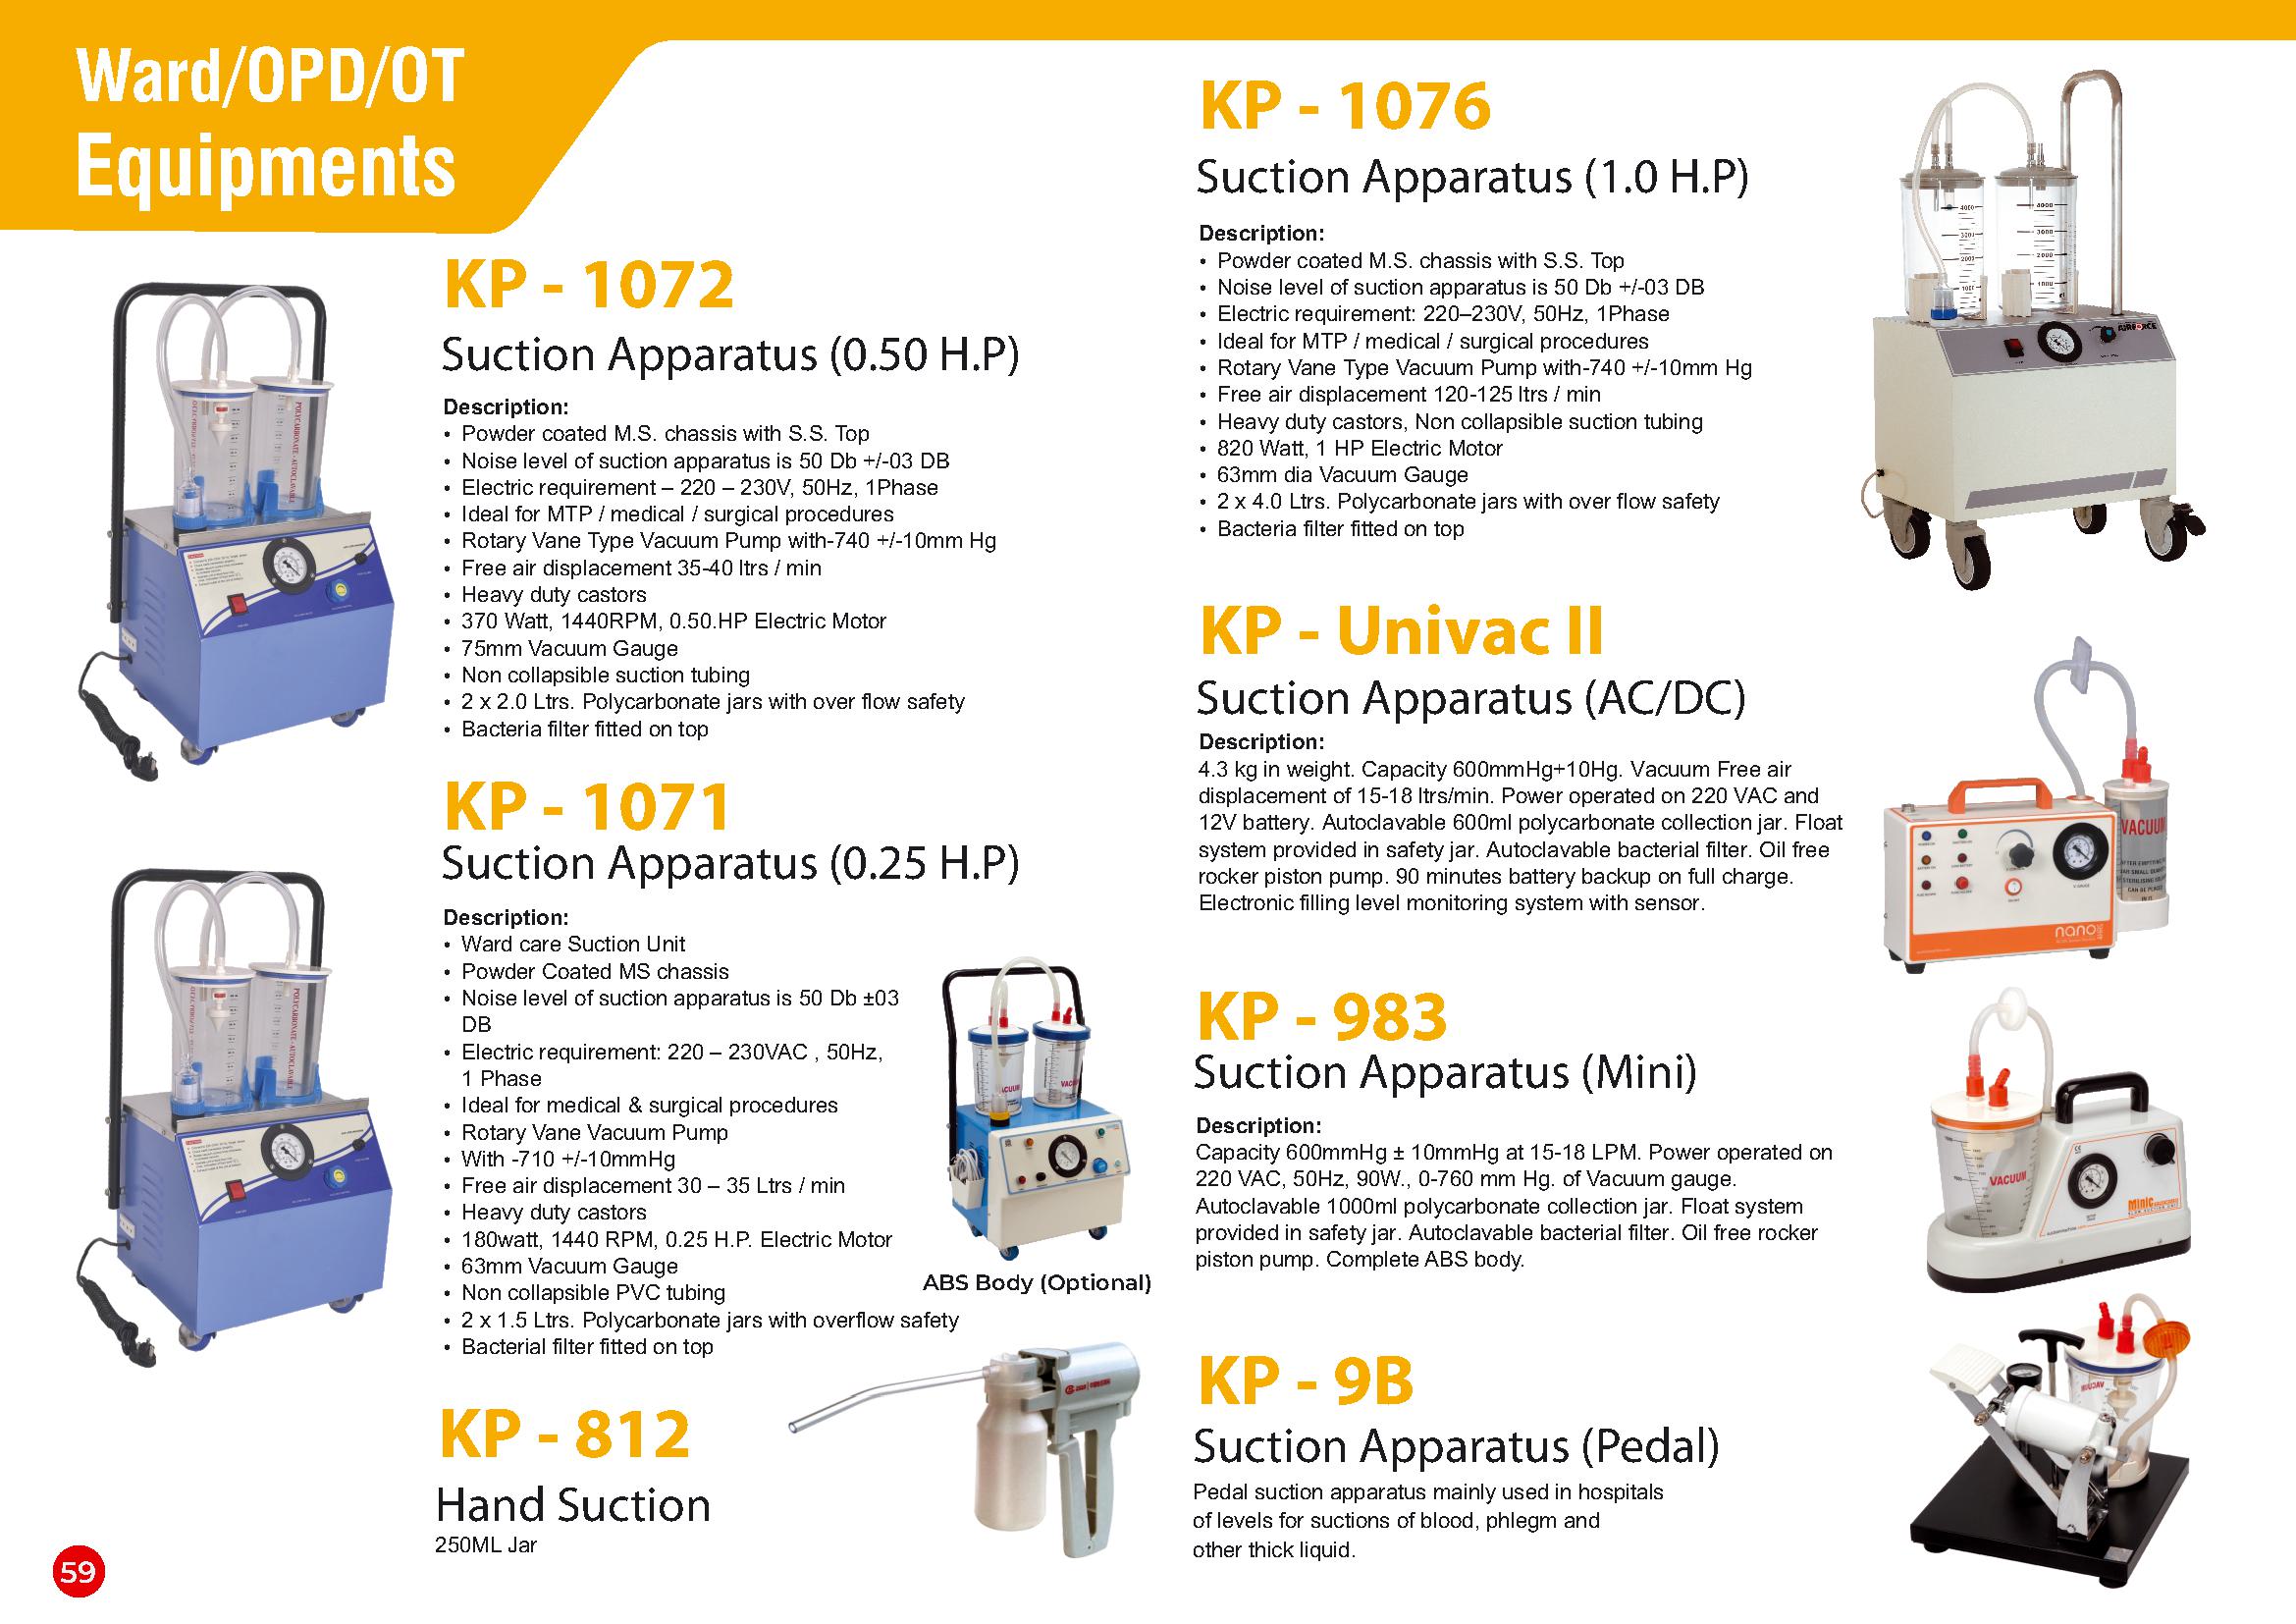 Ward/OPD/OT
Equipments
KP - 1072
Suction Apparatus (0.50 H.P)
Description:
• Powder coated M.S. chassis with S.S. Top
• Noise level of suction apparatus is 50 Db +/-03 DB
• Electric requirement – 220 – 230V, 50Hz, 1Phase
• Ideal for MTP / medical / surgical procedures
• Rotary Vane Type Vacuum Pump with-740 +/-10mm Hg
• Free air displacement 35-40 ltrs / min
• Heavy duty castors
• 370 Watt, 1440RPM, 0.50.HP Electric Motor
• 75mm Vacuum Gauge
• Non collapsible suction tubing
• 2 x 2.0 Ltrs. Polycarbonate jars with over flow safety
• Bacteria filter fitted on top
KP - 1071
Suction Apparatus (0.25 H.P)
Description:
• Ward care Suction Unit
• Powder Coated MS chassis
• Noise level of suction apparatus is 50 Db ±03
DB
• Electric requirement: 220 – 230VAC , 50Hz,
1 Phase
• Ideal for medical & surgical procedures
• Rotary Vane Vacuum Pump
• With -710 +/-10mmHg
• Free air displacement 30 – 35 Ltrs / min
• Heavy duty castors
• 180watt, 1440 RPM, 0.25 H.P. Electric Motor
• 63mm Vacuum Gauge
• Non collapsible PVC tubing
• 2 x 1.5 Ltrs. Polycarbonate jars with overflow safety
• Bacterial filter fitted on top
ABS Body (Optional)
KP - 812
Hand Suction
250ML Jar
59
KP - 1076
Suction Apparatus (1.0 H.P)
Description:
• Powder coated M.S. chassis with S.S. Top
• Noise level of suction apparatus is 50 Db +/-03 DB
• Electric requirement: 220–230V, 50Hz, 1Phase
• Ideal for MTP / medical / surgical procedures
• Rotary Vane Type Vacuum Pump with-740 +/-10mm Hg
• Free air displacement 120-125 ltrs / min
• Heavy duty castors, Non collapsible suction tubing
• 820 Watt, 1 HP Electric Motor
• 63mm dia Vacuum Gauge
• 2 x 4.0 Ltrs. Polycarbonate jars with over flow safety
• Bacteria filter fitted on top
AIRFORCE
KP - Univac II
Suction Apparatus (AC/DC)
Description:
4.3 kg in weight. Capacity 600mmHg+10Hg. Vacuum Free air
displacement of 15-18 ltrs/min. Power operated on 220 VAC and
12V battery. Autoclavable 600ml polycarbonate collection jar. Float
system provided in safety jar. Autoclavable bacterial filter. Oil free
rocker piston pump. 90 minutes battery backup on full charge.
Electronic filling level monitoring system with sensor.
VACUUM
nano
KP - 983
Suction Apparatus (Mini)
Description:
Capacity 600mmHg ± 10mmHg at 15-18 LPM. Power operated on
220 VAC, 50Hz, 90W., 0-760 mm Hg. of Vacuum gauge.
Autoclavable 1000ml polycarbonate collection jar. Float system
provided in safety jar. Autoclavable bacterial filter. Oil free rocker
piston pump. Complete ABS body.
VACUUM
Minic
KP - 9B
Suction Apparatus (Pedal)
Pedal suction apparatus mainly used in hospitals
of levels for suctions of blood, phlegm and
other thick liquid.